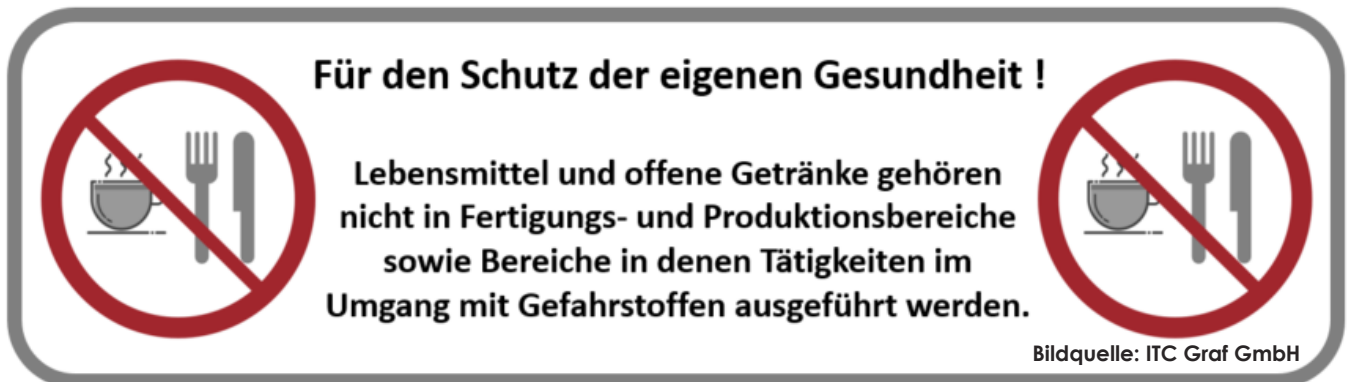 Für den Schutz der eigenen Gesundheit !
Lebensmittel und offene Getränke gehören
nicht in Fertigungs- und Produktionsbereiche
sowie Bereiche in denen Tätigkeiten im
Umgang mit Gefahrstoffen ausgeführt werden.
Bildquelle: ITC Graf GmbH